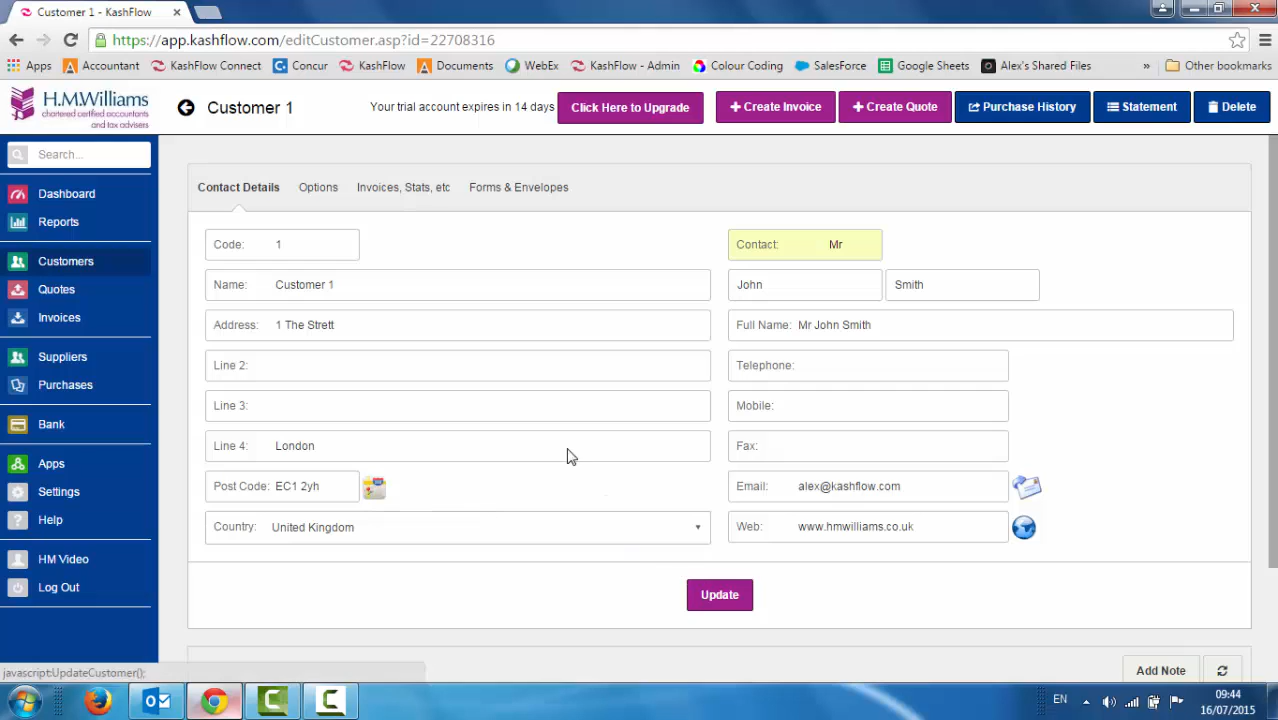 Customer 1 - KashFlow
https://app.kashflow.com/editCustomer.asp?id=22708316
Apps Accountant KashFlow Connect Concur KashFlow Documents WebEx KashFlow - Admin Colour Coding SalesForce Google Sheets Alex's Shared Files » Other bookmarks
H.M.Williams
chartered certified accountants
and tax advisers
Customer 1
Your trial account expires in 14 days
Click Here to Upgrade
Create Invoice
Create Quote
Purchase History
Statement
Delete
Search...
Dashboard
Reports
Customers
Quotes
Invoices
Suppliers
Purchases
Bank
Apps
Settings
Help
HM Video
Log Out
Contact Details Options Invoices, Stats, etc Forms & Envelopes
Code: 1
Name: Customer 1
Address: 1 The Strett
Line 2:
Line 3:
Line 4: London
Post Code: EC1 2yh
Country: United Kingdom
Contact: Mr
John Smith
Full Name: Mr John Smith
Telephone:
Mobile:
Fax:
Email: alex@kashflow.com
Web: www.hmwilliams.co.uk
Update
Add Note
javascript:UpdateCustomer();
EN
09:44
16/07/2015